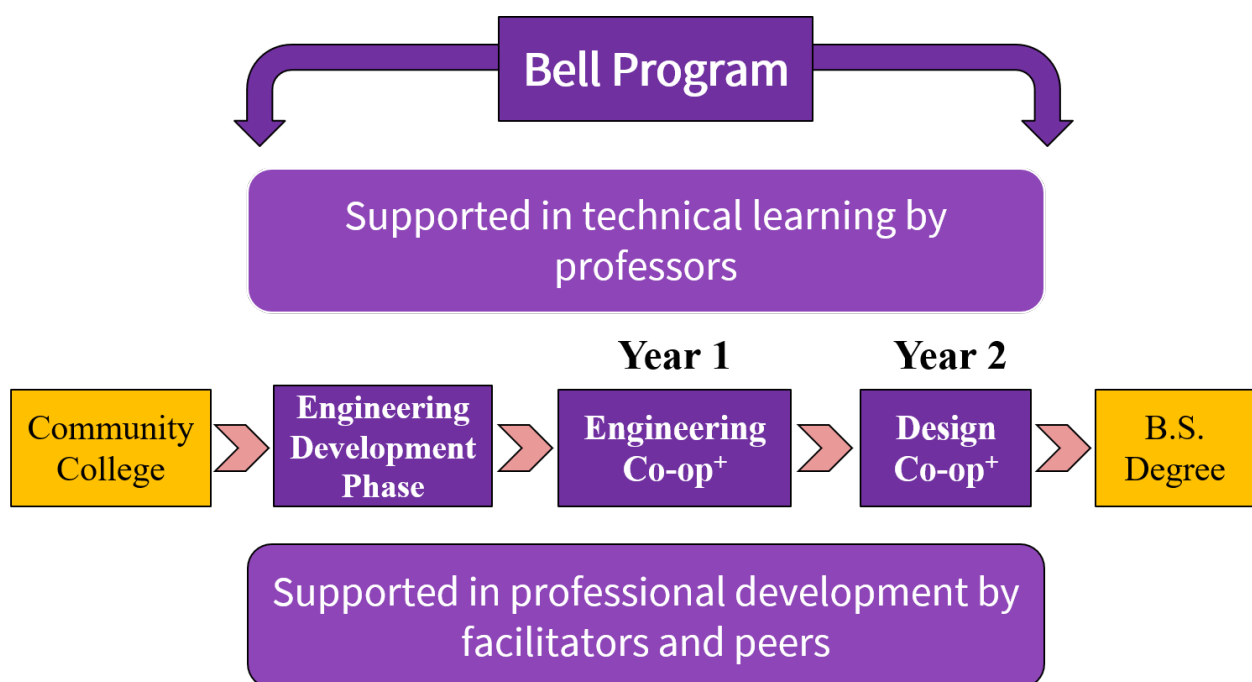 Bell Program
Supported in technical learning by
professors
Year 1
Year 2
Community
College
Engineering
Development
Phase
Engineering
Co-op⁺
Design
Co-op⁺
B.S.
Degree
Supported in professional development by
facilitators and peers